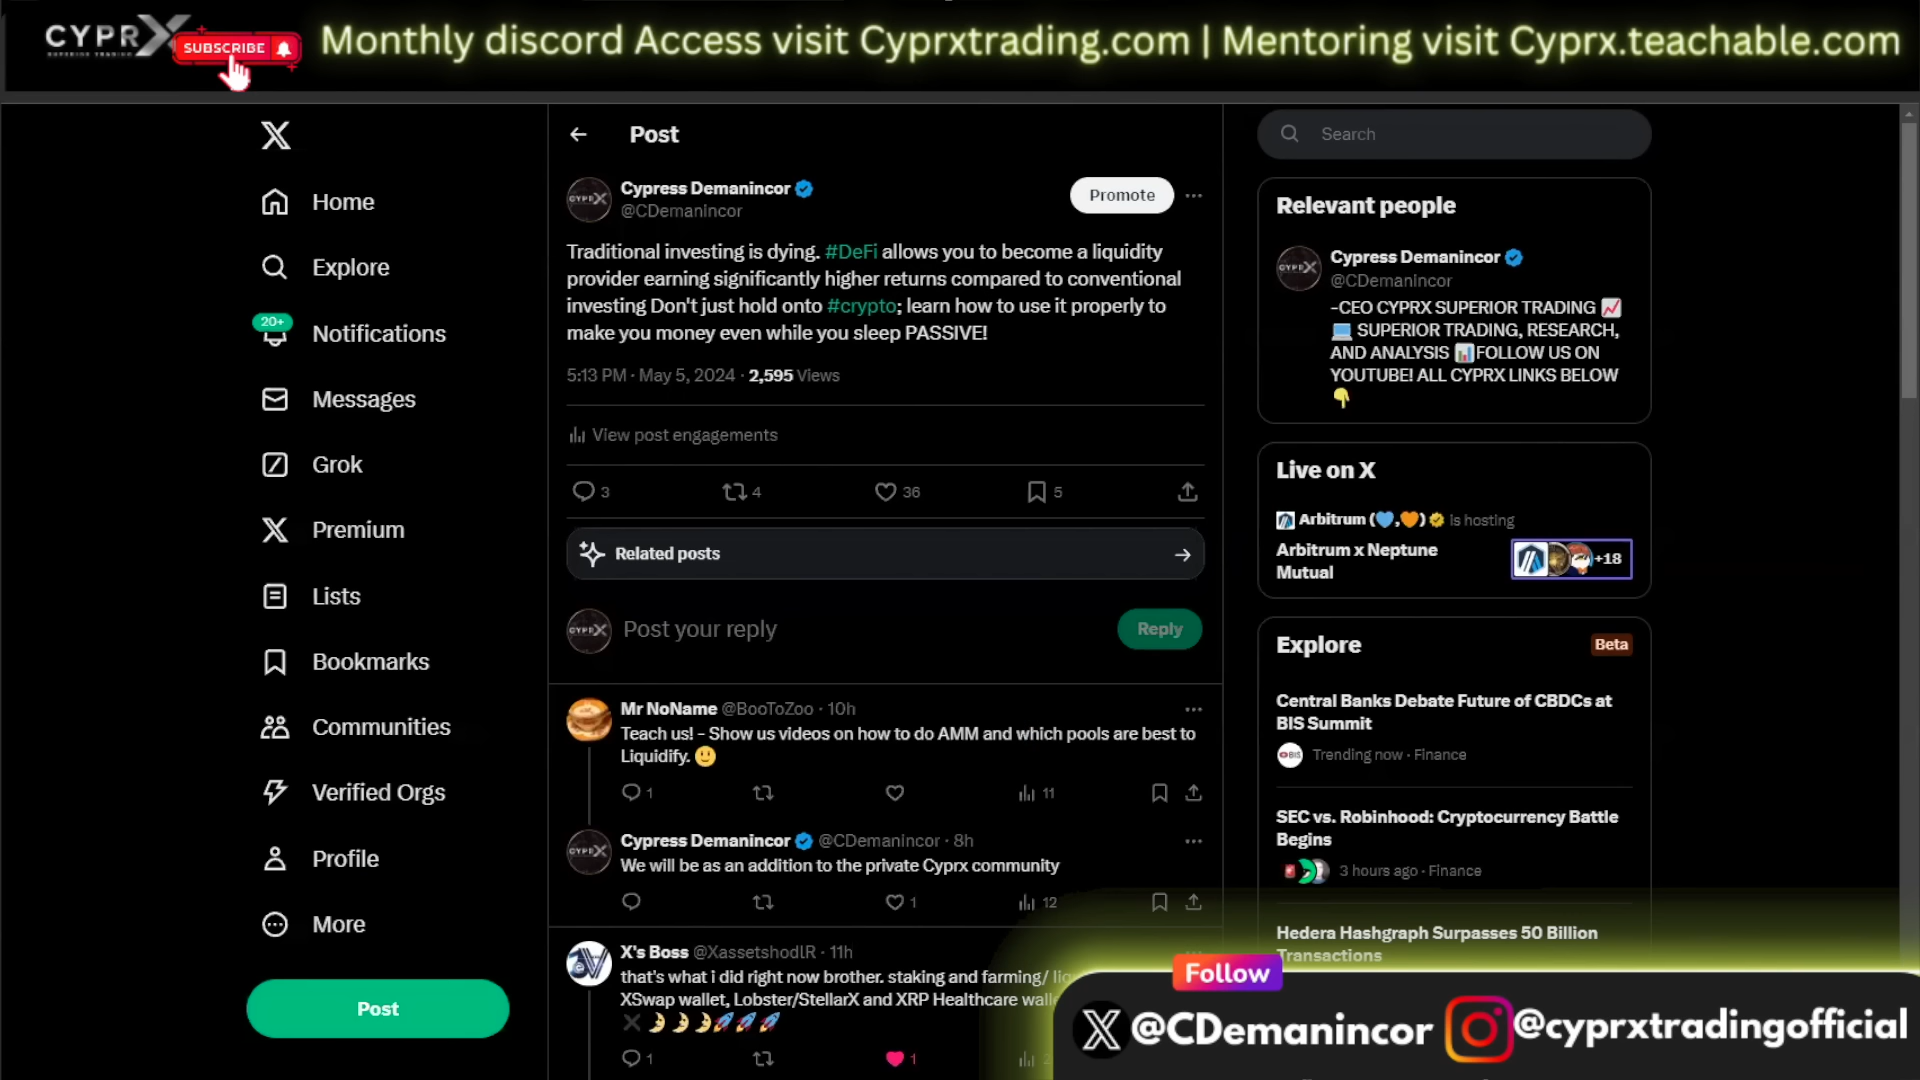 CYPRX
SUPERIOR TRADING
SUBSCRIBE
Monthly discord Access visit Cyprxtrading.com | Mentoring visit Cyprx.teachable.com
Home
Explore
20+
Notifications
Messages
Grok
Premium
Lists
Bookmarks
Communities
Verified Orgs
Profile
More
Post
Post
Cypress Demanincor
@CDemanincor
Promote
Traditional investing is dying. #DeFi allows you to become a liquidity
provider earning significantly higher returns compared to conventional
investing Don't just hold onto #crypto; learn how to use it properly to
make you money even while you sleep PASSIVE!
5:13 PM · May 5, 2024 · 2,595 Views
View post engagements
3 4 36 5
Related posts
Post your reply
Reply
Mr NoName @BooToZoo · 10h
Teach us! - Show us videos on how to do AMM and which pools are best to
Liquidify. 🙂
1 11
Cypress Demanincor @CDemanincor · 8h
We will be as an addition to the private Cyprx community
1 12
X's Boss @XassetshodlR · 11h
that's what i did right now brother. staking and farming/
XSwap wallet, Lobster/StellarX and XRP Healthcare
1 1
Search
Relevant people
Cypress Demanincor
@CDemanincor
-CEO CYPRX SUPERIOR TRADING 📈
💻 SUPERIOR TRADING, RESEARCH,
AND ANALYSIS 📊FOLLOW US ON
YOUTUBE! ALL CYPRX LINKS BELOW
👇
Live on X
Arbitrum (💙,🧡) is hosting
Arbitrum x Neptune
Mutual
+18
Explore
Beta
Central Banks Debate Future of CBDCs at
BIS Summit
Trending now · Finance
SEC vs. Robinhood: Cryptocurrency Battle
Begins
3 hours ago · Finance
Hedera Hashgraph Surpasses 50 Billion
Transactions
Follow
@CDemanincor
@cyprxtradingofficial